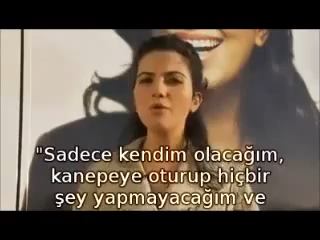 "Sadece kendim olacağım,
kanepeye oturup hiçbir
şey yapmayacağım ve